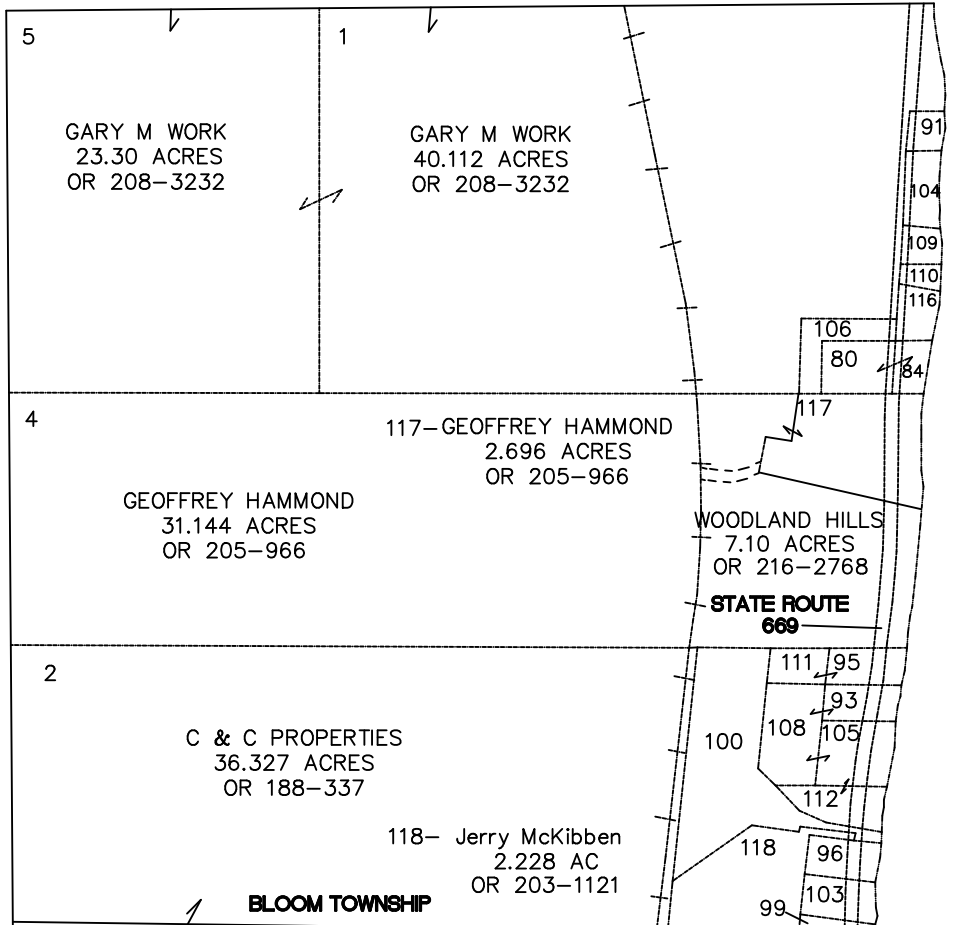 5
1
GARY M WORK
23.30 ACRES
OR 208-3232
GARY M WORK
40.112 ACRES
OR 208-3232
91
104
109
110
116
106
80
84
4
117
117-GEOFFREY HAMMOND
2.696 ACRES
OR 205-966
GEOFFREY HAMMOND
31.144 ACRES
OR 205-966
WOODLAND HILLS
7.10 ACRES
OR 216-2768
STATE ROUTE
669
2
111
95
93
108
105
100
112
C & C PROPERTIES
36.327 ACRES
OR 188-337
118- Jerry McKibben
2.228 AC
OR 203-1121
118
96
103
99
BLOOM TOWNSHIP